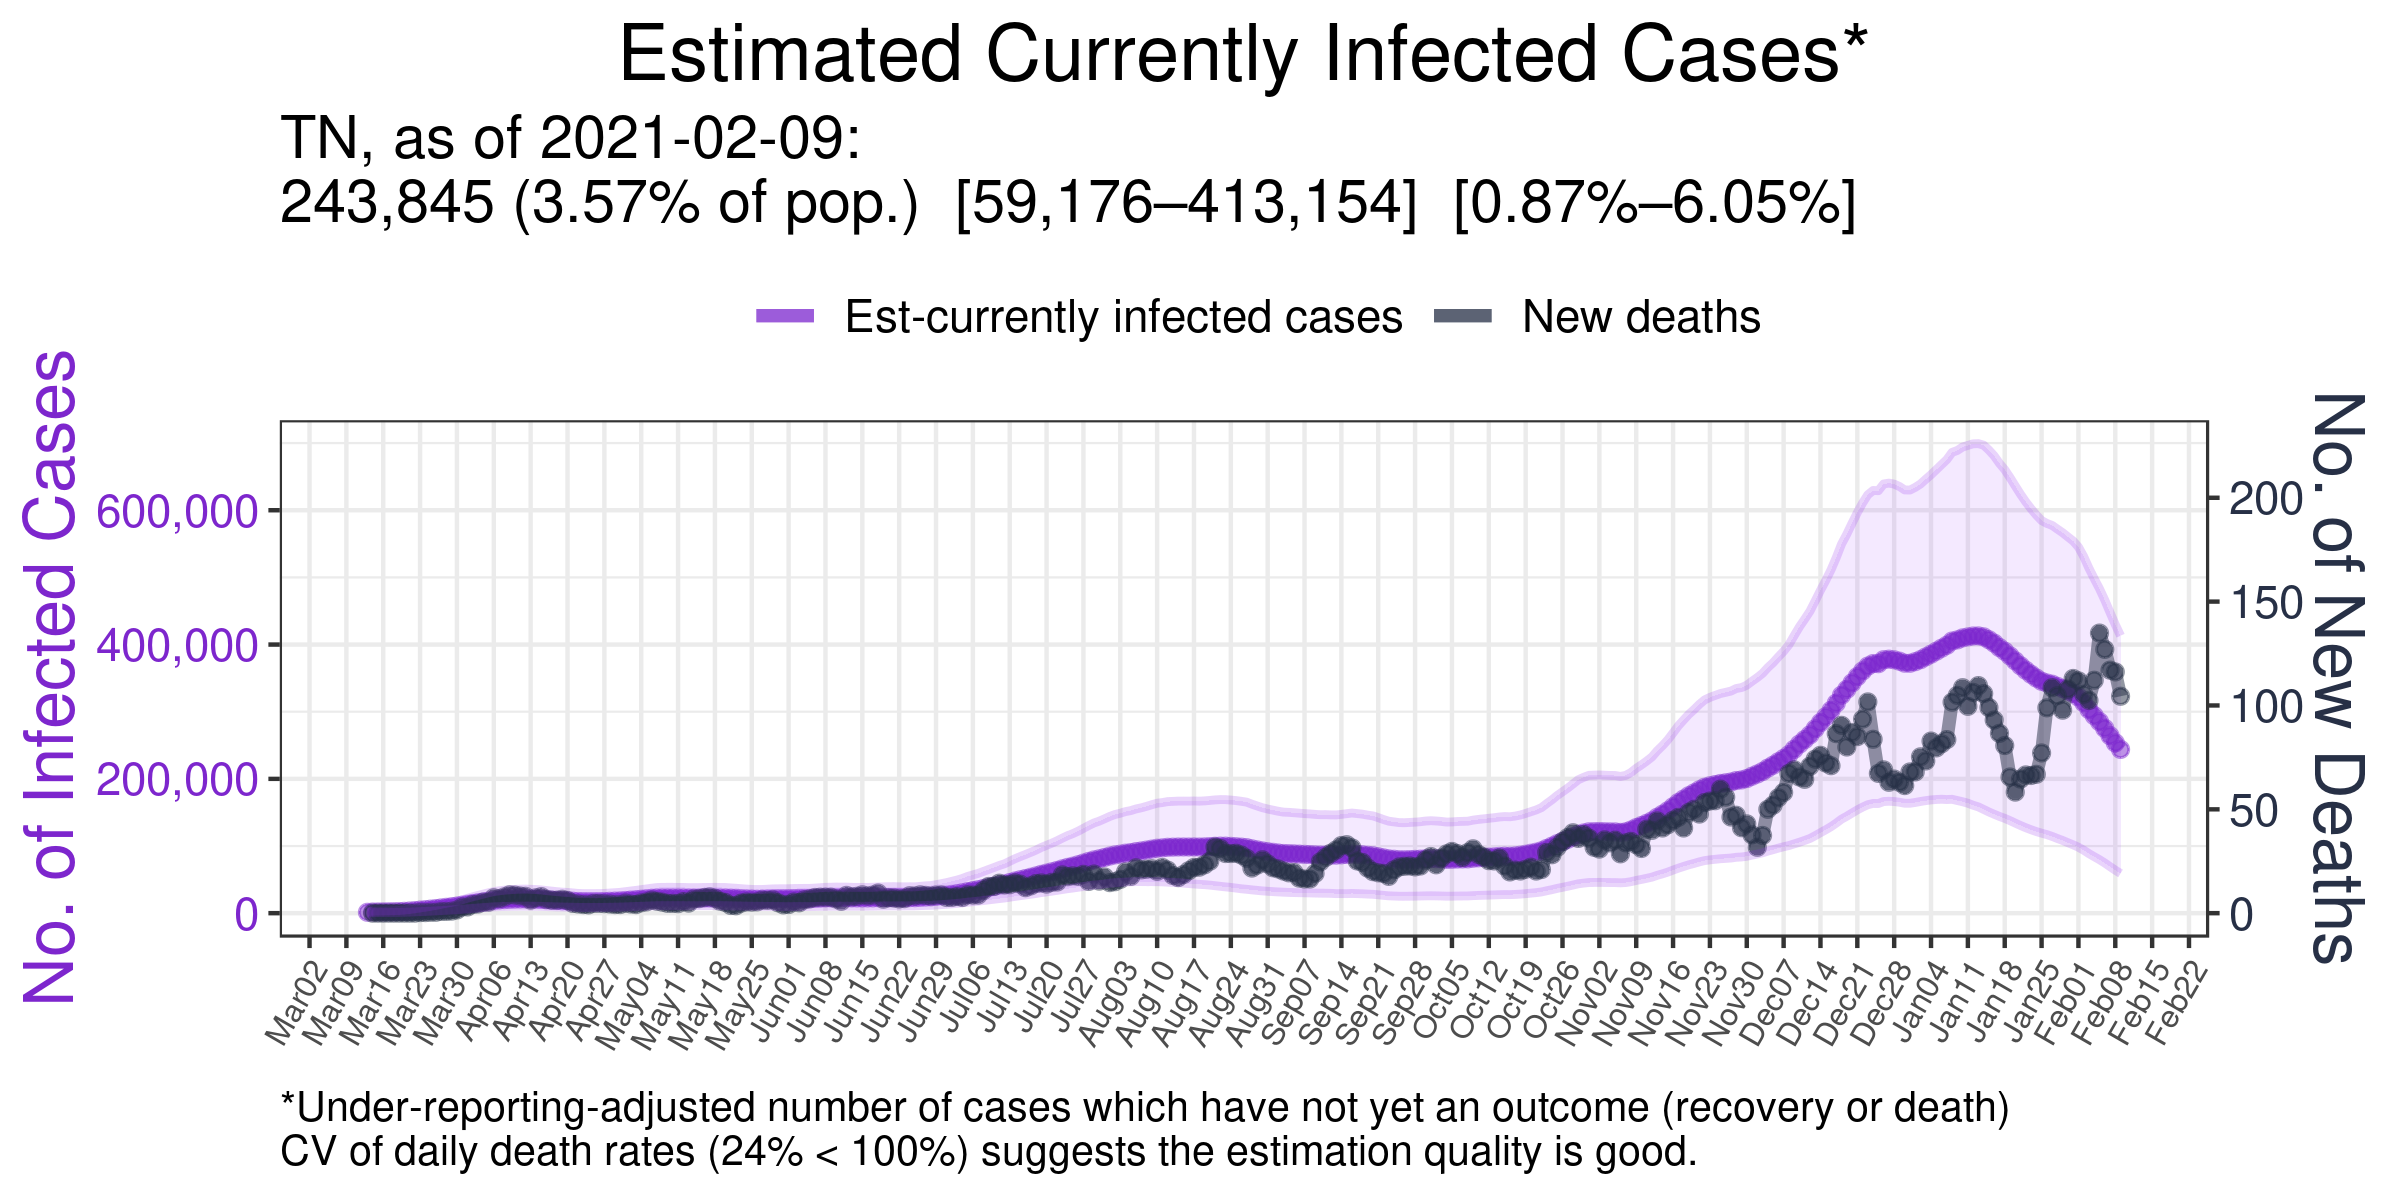 Estimated Currently Infected Cases*
TN, as of 2021-02-09:
243,845 (3.57% of pop.)  [59,176–413,154]  [0.87%–6.05%]
Est-currently infected cases
New deaths
No. of Infected Cases
600,000
400,000
200,000
0
200
150
100
50
0
No. of New Deaths
Mar02
Mar09
Mar16
Mar23
Mar30
Apr06
Apr13
Apr20
Apr27
May04
May11
May18
May25
Jun01
Jun08
Jun15
Jun22
Jun29
Jul06
Jul13
Jul20
Jul27
Aug03
Aug10
Aug17
Aug24
Aug31
Sep07
Sep14
Sep21
Sep28
Oct05
Oct12
Oct19
Oct26
Nov02
Nov09
Nov16
Nov23
Nov30
Dec07
Dec14
Dec21
Dec28
Jan04
Jan11
Jan18
Jan25
Feb01
Feb08
Feb15
Feb22
*Under-reporting-adjusted number of cases which have not yet an outcome (recovery or death)
CV of daily death rates (24% < 100%) suggests the estimation quality is good.